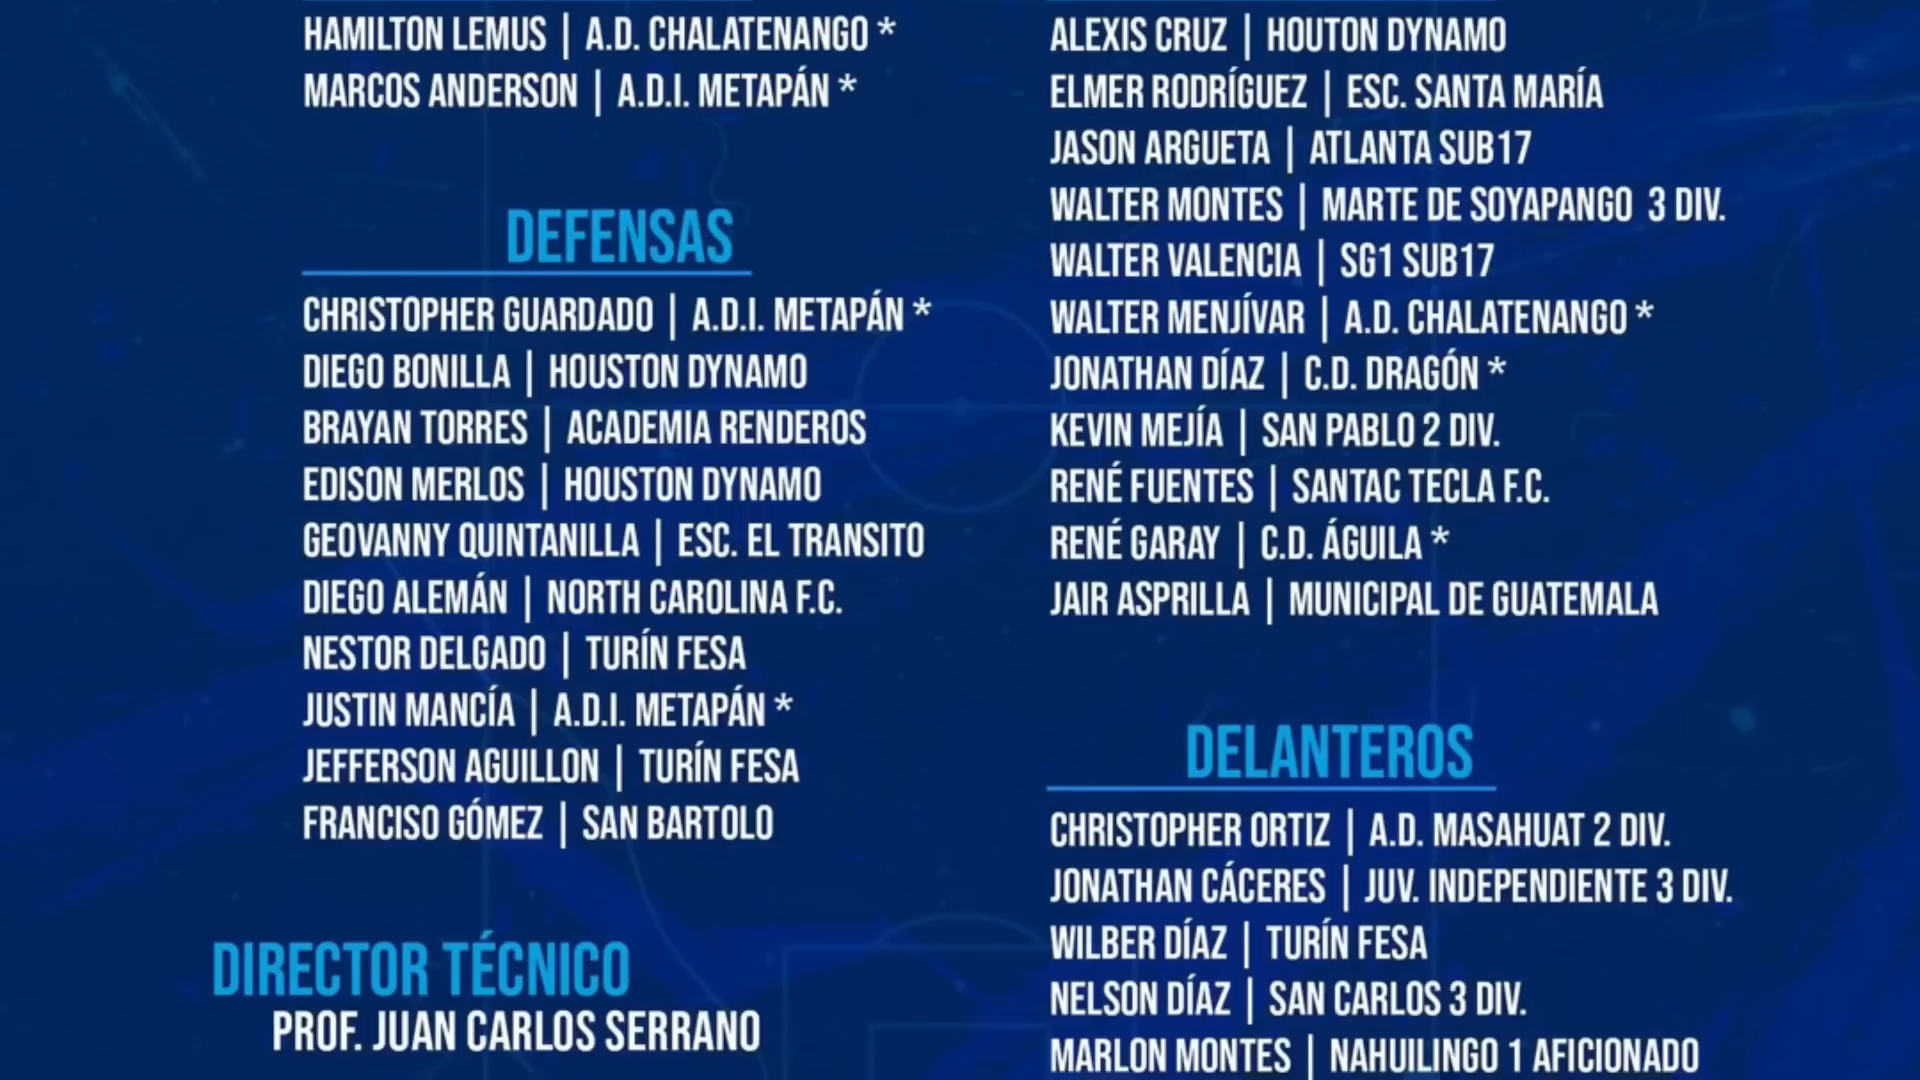 HAMILTON LEMUS | A.D. CHALATENANGO *
MARCOS ANDERSON | A.D.I. METAPÁN *
DEFENSAS
CHRISTOPHER GUARDADO | A.D.I. METAPÁN *
DIEGO BONILLA | HOUSTON DYNAMO
BRAYAN TORRES | ACADEMIA RENDEROS
EDISON MERLOS | HOUSTON DYNAMO
GEOVANNY QUINTANILLA | ESC. EL TRANSITO
DIEGO ALEMÁN | NORTH CAROLINA F.C.
NESTOR DELGADO | TURÍN FESA
JUSTIN MANCÍA | A.D.I. METAPÁN *
JEFFERSON AGUILLON | TURÍN FESA
FRANCISO GÓMEZ | SAN BARTOLO
DIRECTOR TÉCNICO
PROF. JUAN CARLOS SERRANO
ALEXIS CRUZ | HOUTON DYNAMO
ELMER RODRÍGUEZ | ESC. SANTA MARÍA
JASON ARGUETA | ATLANTA SUB17
WALTER MONTES | MARTE DE SOYAPANGO 3 DIV.
WALTER VALENCIA | SG1 SUB17
WALTER MENJÍVAR | A.D. CHALATENANGO *
JONATHAN DÍAZ | C.D. DRAGÓN *
KEVIN MEJÍA | SAN PABLO 2 DIV.
RENÉ FUENTES | SANTAC TECLA F.C.
RENÉ GARAY | C.D. ÁGUILA *
JAIR ASPRILLA | MUNICIPAL DE GUATEMALA
DELANTEROS
CHRISTOPHER ORTIZ | A.D. MASAHUAT 2 DIV.
JONATHAN CÁCERES | JUV. INDEPENDIENTE 3 DIV.
WILBER DÍAZ | TURÍN FESA
NELSON DÍAZ | SAN CARLOS 3 DIV.
MARLON MONTES | NAHUILINGO 1 AFICIONADO